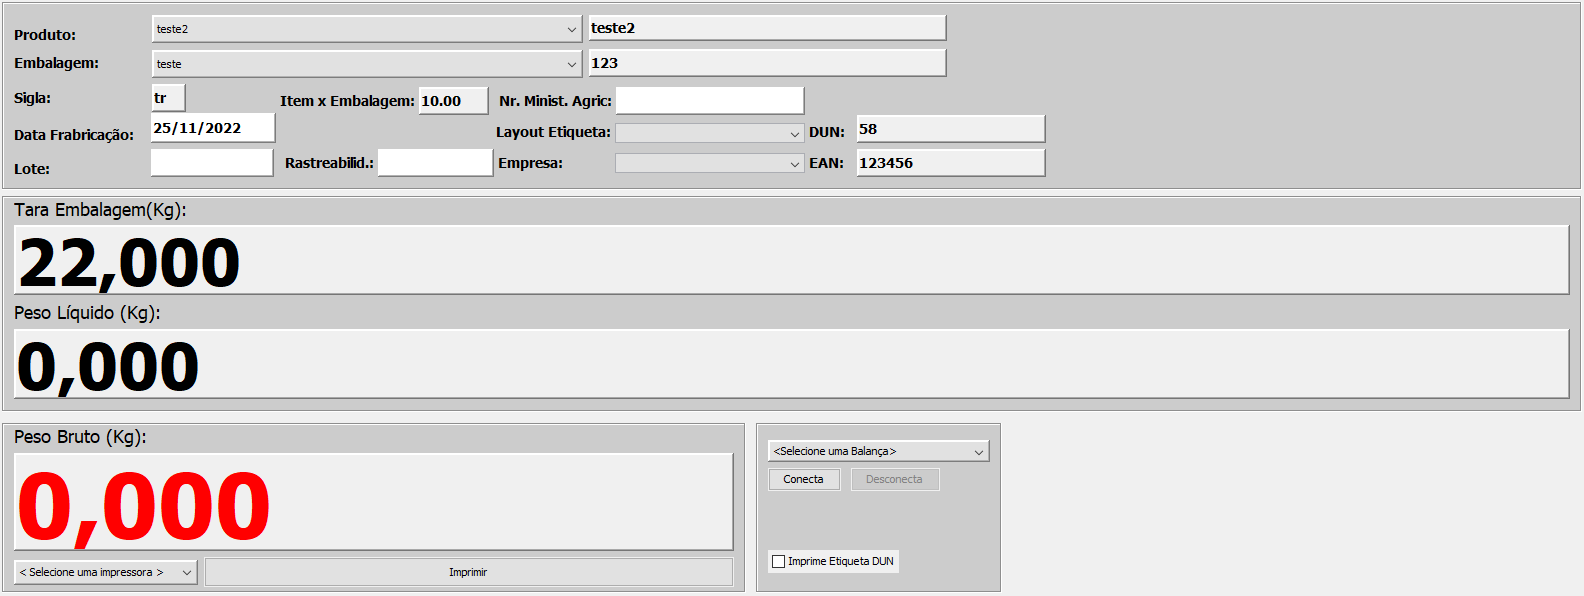 Produto: teste2 teste2
Embalagem: teste 123
Sigla: tr Item x Embalagem: 10.00 Nr. Minist. Agric:
Data Frabricação: 25/11/2022 Layout Etiqueta: DUN: 58
Lote: Rastreabilid.: Empresa: EAN: 123456
Tara Embalagem(Kg):
22,000
Peso Líquido (Kg):
0,000
Peso Bruto (Kg):
0,000
< Selecione uma impressora > Imprimir
<Selecione uma Balança>
Conecta Desconecta
Imprime Etiqueta DUN